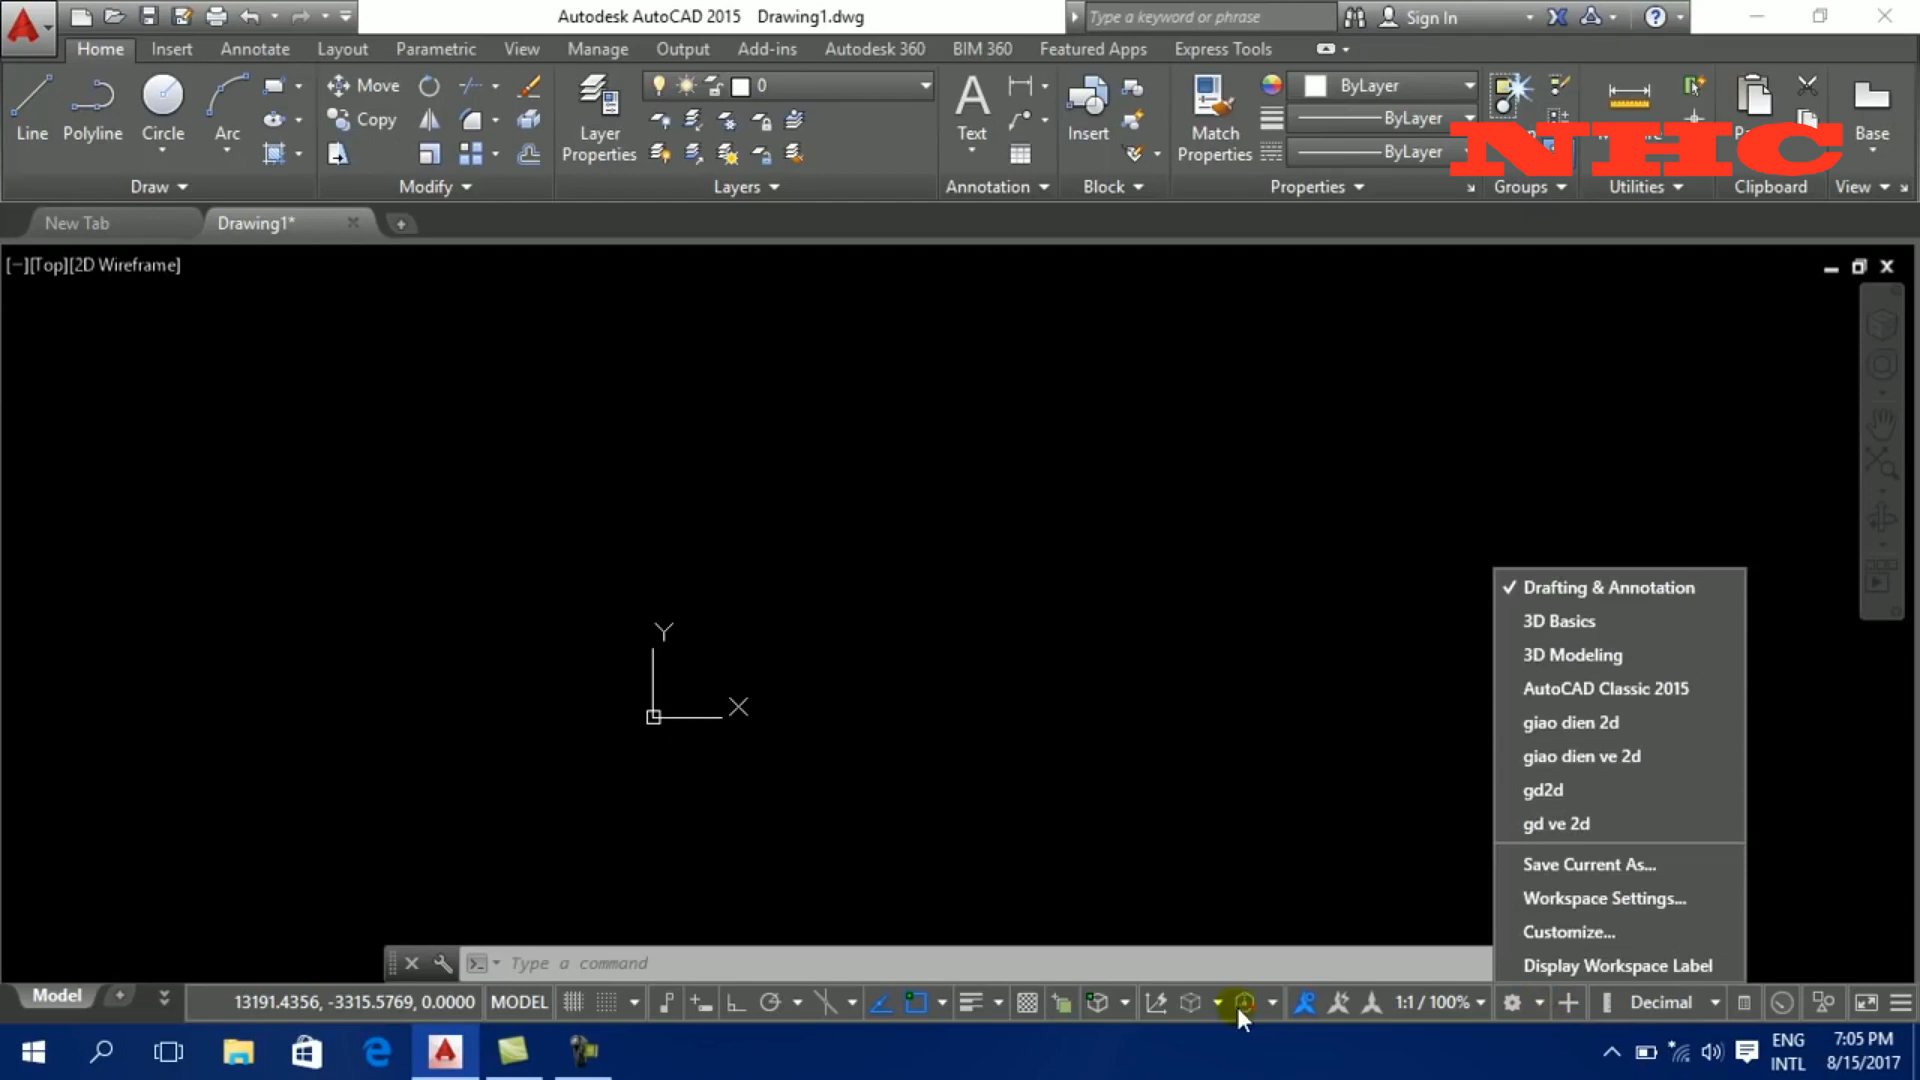 Autodesk AutoCAD 2015 Drawing1.dwg
Type a keyword or phrase
Sign In
Home Insert Annotate Layout Parametric View Manage Output Add-ins Autodesk 360 BIM 360 Featured Apps Express Tools
Line Polyline Circle Arc
Move
Copy
Draw
Modify
Layer
Properties
0
Layers
Text
Annotation
Insert
Block
Match
Properties
ByLayer
ByLayer
ByLayer
Properties
NHC
Groups
Utilities
Clipboard
Base
View
New Tab
Drawing1*
[−][Top][2D Wireframe]
Y
X
Drafting & Annotation
3D Basics
3D Modeling
AutoCAD Classic 2015
giao dien 2d
giao dien ve 2d
gd2d
gd ve 2d
Save Current As...
Workspace Settings...
Customize...
Display Workspace Label
Type a command
Model
13191.4356, -3315.5769, 0.0000 MODEL
1:1 / 100%
Decimal
ENG
INTL
7:05 PM
8/15/2017